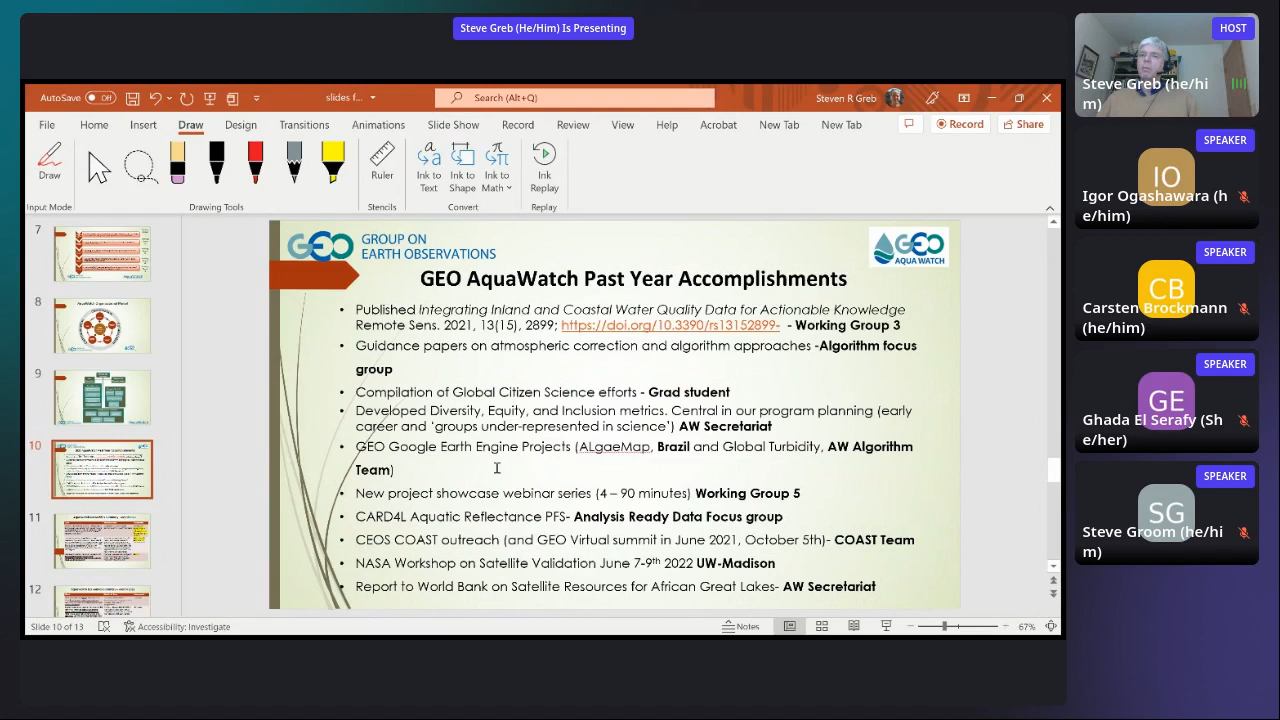 Steve Greb (He/Him) Is Presenting
AutoSave Off
slides f...
Search (Alt+Q)
Steven R Greb
File Home Insert Draw Design Transitions Animations Slide Show Record Review View Help Acrobat New Tab New Tab
Record Share
Draw
Ruler
Ink to Text
Ink to Shape
Ink to Math
Ink Replay
Input Mode Drawing Tools Stencils Convert Replay
7
8
9
10
11
12
GEO GROUP ON
EARTH OBSERVATIONS
GEO
AQUA WATCH
GEO AquaWatch Past Year Accomplishments
• Published Integrating Inland and Coastal Water Quality Data for Actionable Knowledge
Remote Sens. 2021, 13(15), 2899; https://doi.org/10.3390/rs13152899- - Working Group 3
• Guidance papers on atmospheric correction and algorithm approaches -Algorithm focus
group
• Compilation of Global Citizen Science efforts - Grad student
• Developed Diversity, Equity, and Inclusion metrics. Central in our program planning (early
career and 'groups under-represented in science') AW Secretariat
• GEO Google Earth Engine Projects (ALgaeMap, Brazil and Global Turbidity, AW Algorithm
Team)
• New project showcase webinar series (4 – 90 minutes) Working Group 5
• CARD4L Aquatic Reflectance PFS- Analysis Ready Data Focus group
• CEOS COAST outreach (and GEO Virtual summit in June 2021, October 5th)- COAST Team
• NASA Workshop on Satellite Validation June 7-9th 2022 UW-Madison
• Report to World Bank on Satellite Resources for African Great Lakes- AW Secretariat
Slide 10 of 13
Accessibility: Investigate
Notes
67%
HOST
Steve Greb (he/hi
m)
SPEAKER
IO
Igor Ogashawara (h
e/him)
SPEAKER
CB
Carsten Brockmann
(he/him)
SPEAKER
GE
Ghada El Serafy (Sh
e/her)
SPEAKER
SG
Steve Groom (he/hi
m)